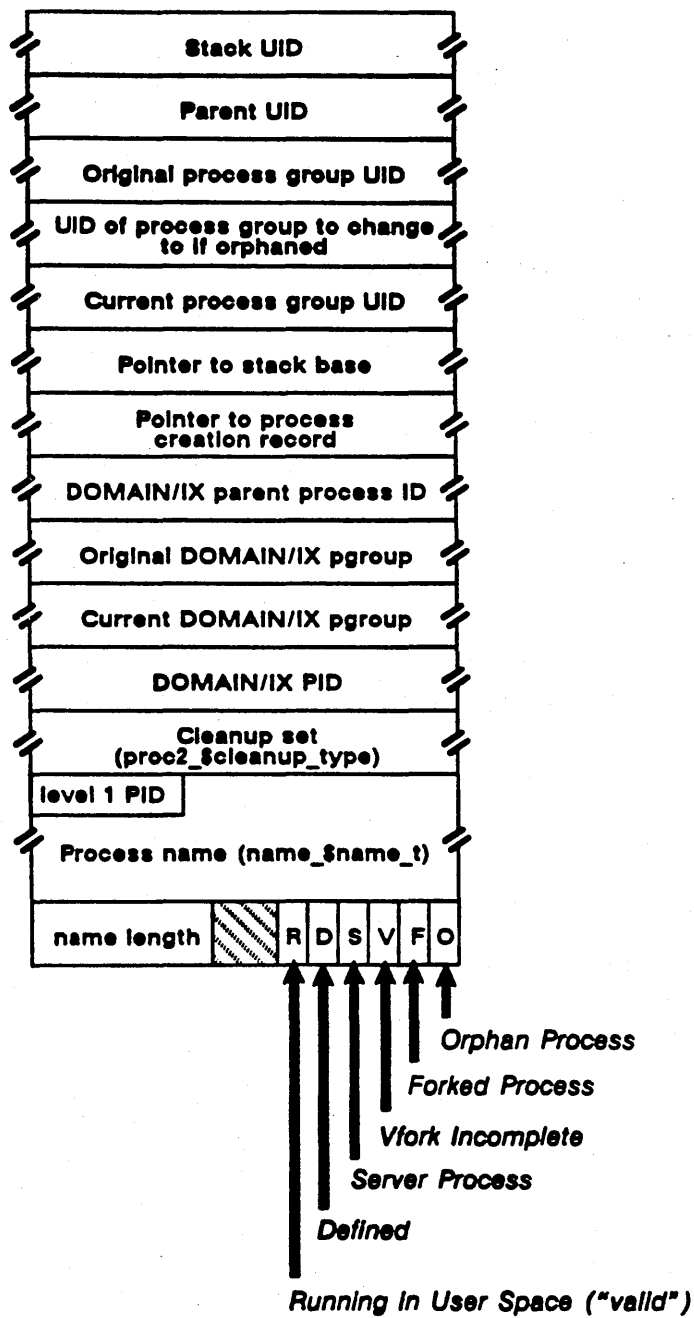 Stack UID
Parent UID
Original process group UID
UID of process group to change
to if orphaned
Current process group UID
Pointer to stack base
Pointer to process
creation record
DOMAIN/IX parent process ID
Original DOMAIN/IX pgroup
Current DOMAIN/IX pgroup
DOMAIN/IX PID
Cleanup set
(proc2_$cleanup_type)
level 1 PID
Process name (name_$name_t)
name length R D S V F O
Orphan Process
Forked Process
Vfork Incomplete
Server Process
Defined
Running in User Space ("valid")